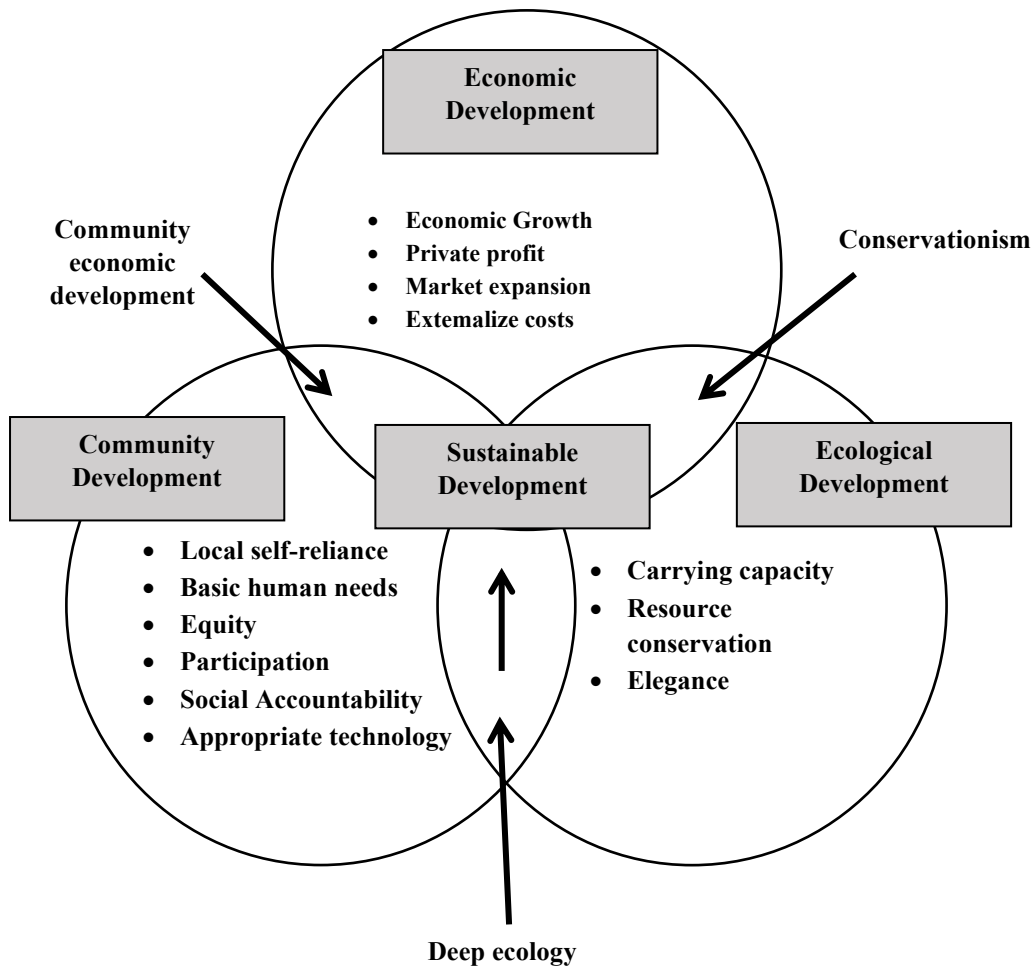 Economic
Development
Community
economic
development
• Economic Growth
• Private profit
• Market expansion
• Extemalize costs
Conservationism
Community
Development
Sustainable
Development
Ecological
Development
• Local self-reliance
• Basic human needs
• Equity
• Participation
• Social Accountability
• Appropriate technology
• Carrying capacity
• Resource
conservation
• Elegance
Deep ecology